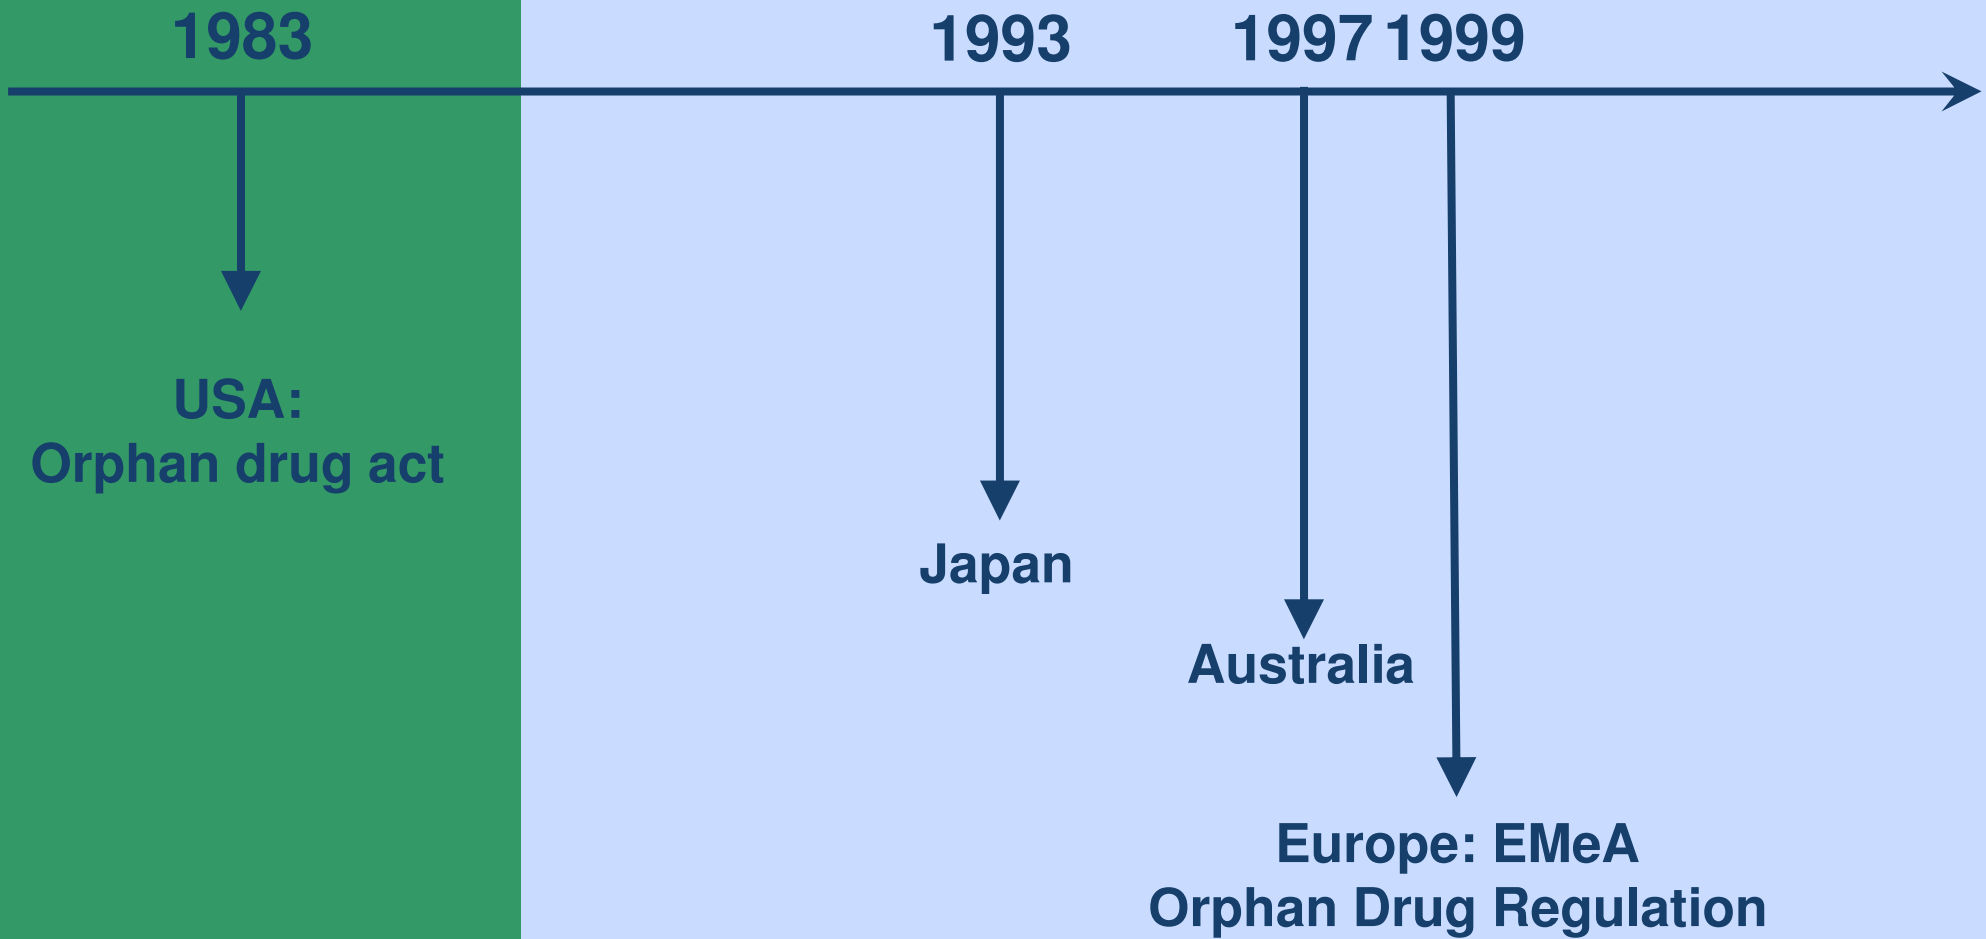 1983
1993
1997
1999
USA:
Orphan drug act
Japan
Australia
Europe: EMeA
Orphan Drug Regulation